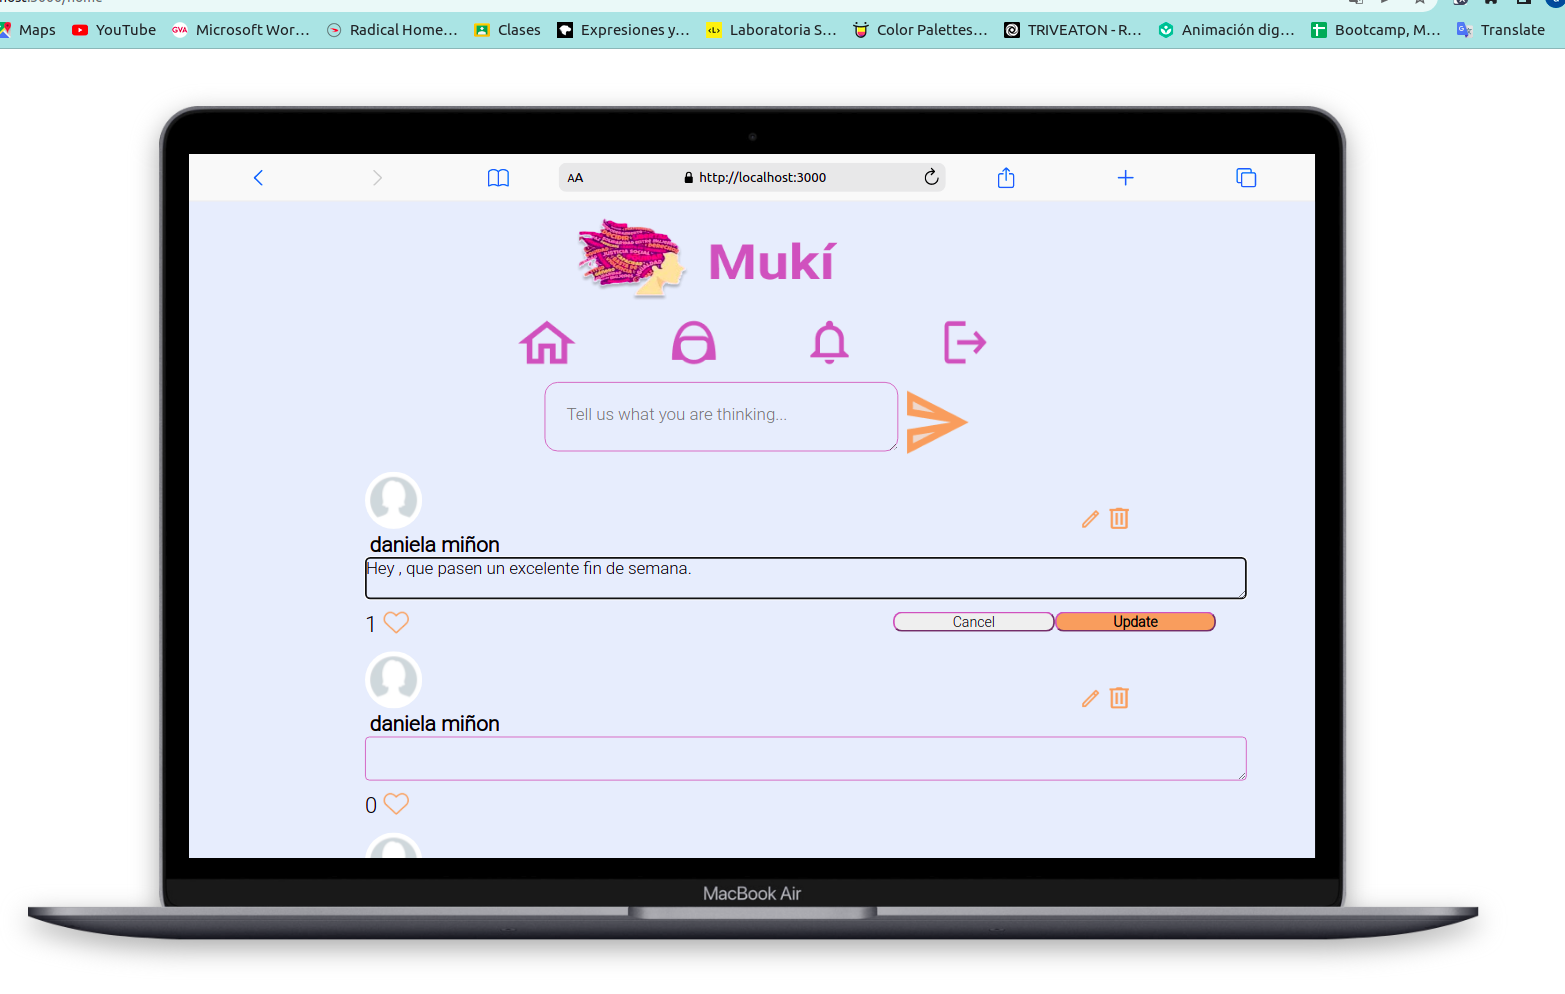 Maps YouTube Microsoft Wor... Radical Home... Clases Expresiones y... Laboratoria S... Color Palettes... TRIVEATON - R... Animación dig... Bootcamp, M... Translate
AA http://localhost:3000
JUSTICIA SOCIAL
Mukí
Tell us what you are thinking...
daniela miñon
Hey , que pasen un excelente fin de semana.
1 Cancel Update
daniela miñon
0
MacBook Air